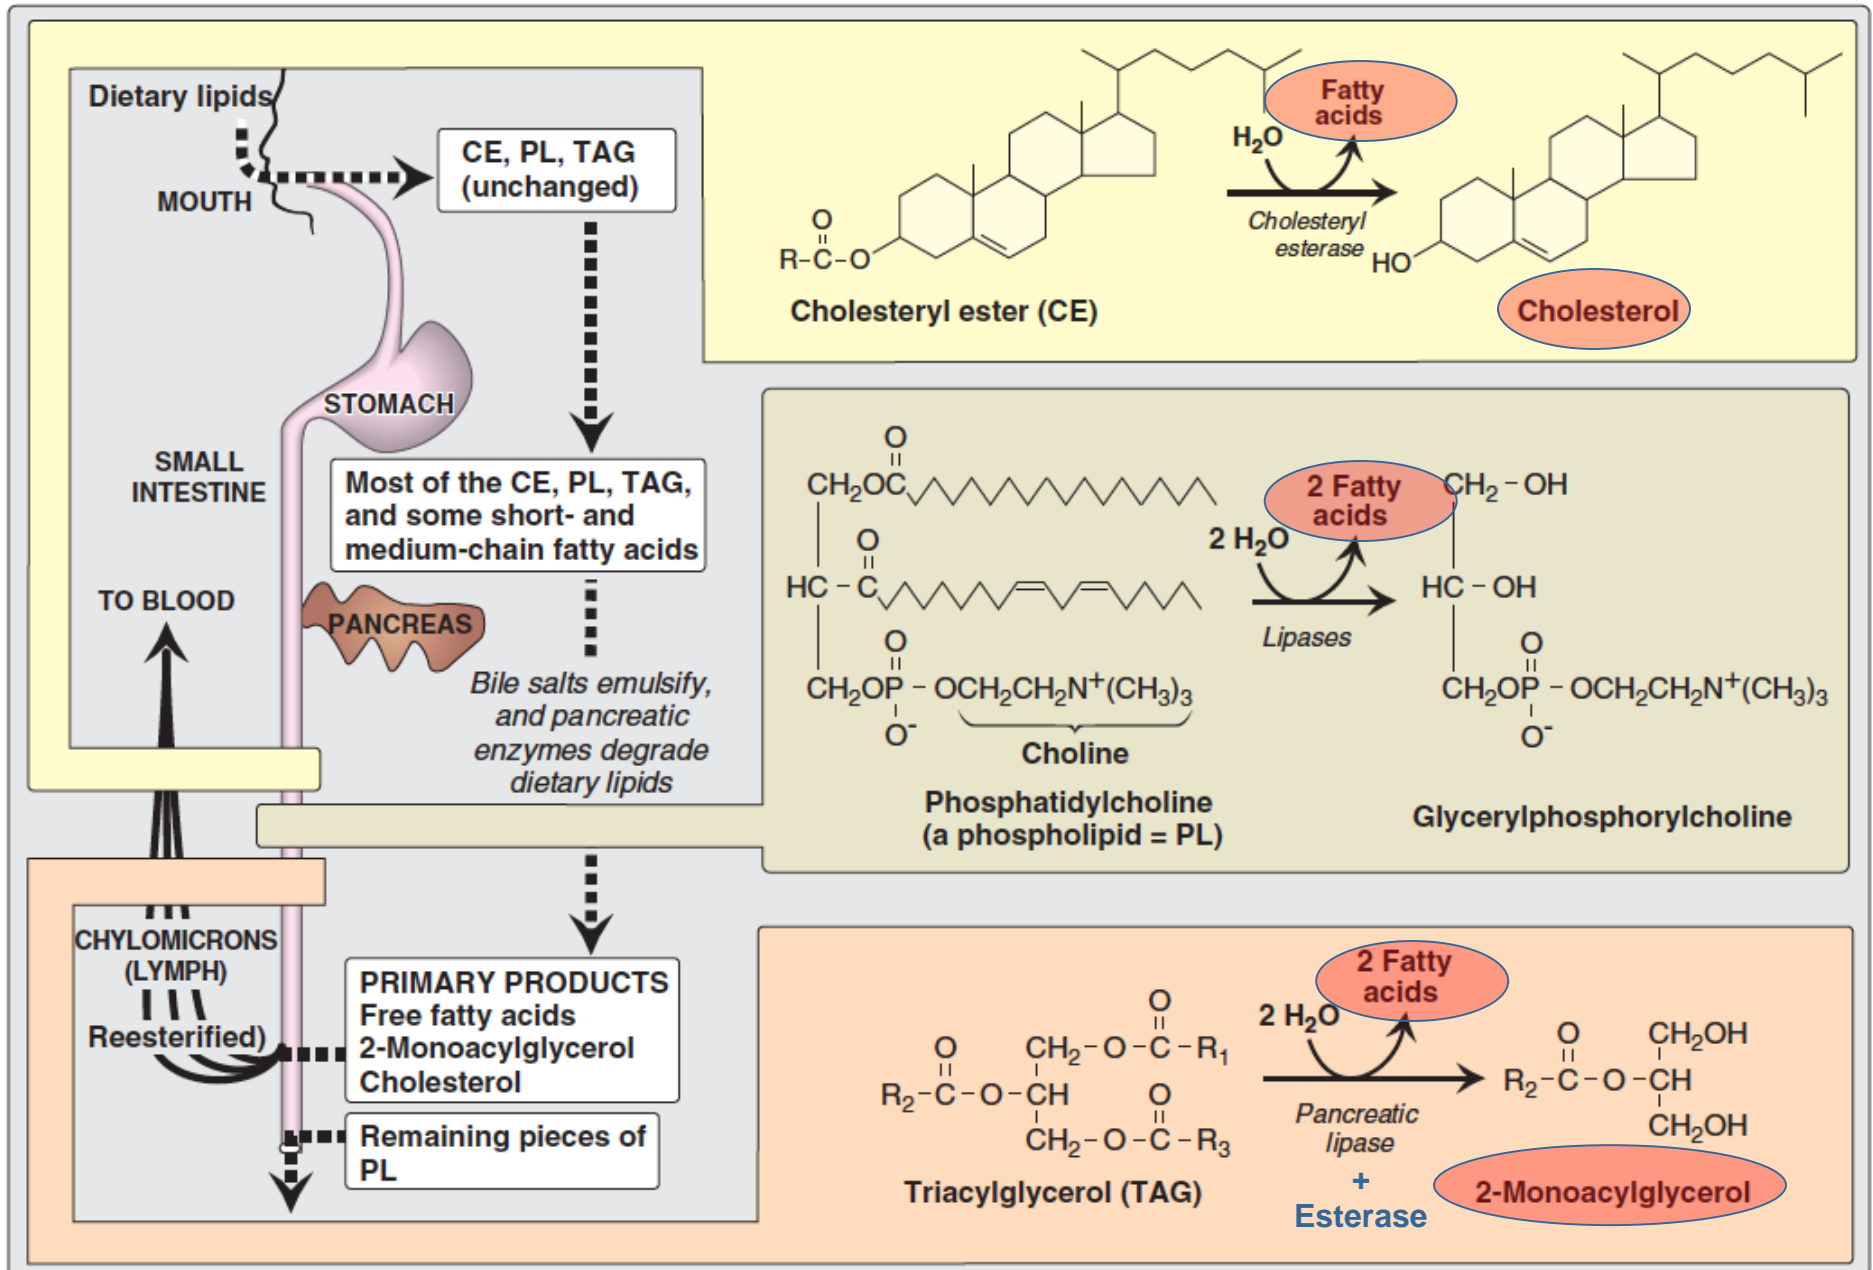 Dietary lipids
MOUTH
CE, PL, TAG
(unchanged)
STOMACH
SMALL
INTESTINE
Most of the CE, PL, TAG,
and some short- and
medium-chain fatty acids
TO BLOOD
PANCREAS
Bile salts emulsify,
and pancreatic
enzymes degrade
dietary lipids
CHYLOMICRONS
(LYMPH)
Reesterified)
PRIMARY PRODUCTS
Free fatty acids
2-Monoacylglycerol
Cholesterol
Remaining pieces of
PL
O
R-C-O
Cholesteryl ester (CE)
H₂O
Fatty
acids
Cholesteryl
esterase
HO
Cholesterol
O
CH₂OC
O
HC - C
O
CH₂OP - OCH₂CH₂N⁺(CH₃)₃
O⁻
Choline
Phosphatidylcholine
(a phospholipid = PL)
2 H₂O
2 Fatty
acids
Lipases
CH₂ - OH
HC - OH
O
CH₂OP - OCH₂CH₂N⁺(CH₃)₃
O⁻
Glycerylphosphorylcholine
O
O CH₂-O-C-R₁
R₂-C-O-CH O
CH₂-O-C-R₃
Triacylglycerol (TAG)
2 H₂O
2 Fatty
acids
Pancreatic
lipase
+
Esterase
O CH₂OH
R₂-C-O-CH
CH₂OH
2-Monoacylglycerol